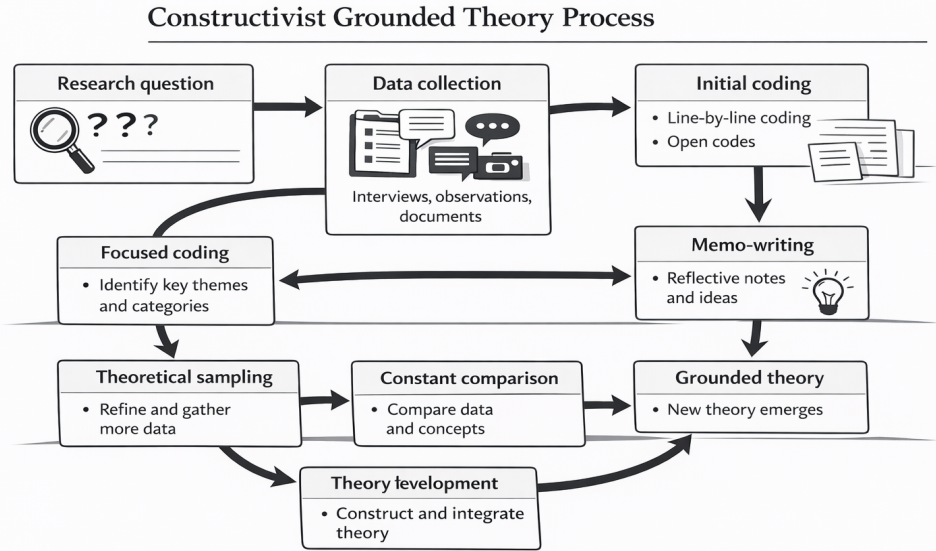 Constructivist Grounded Theory Process
Research question
? ? ?
Data collection
Interviews, observations,
documents
Initial coding
• Line-by-line coding
• Open codes
Focused coding
• Identify key themes
and categories
Memo-writing
• Reflective notes
and ideas
Theoretical sampling
• Refine and gather
more data
Constant comparison
• Compare data
and concepts
Grounded theory
• New theory emerges
Theory łevelopment
• Construct and integrate
theory